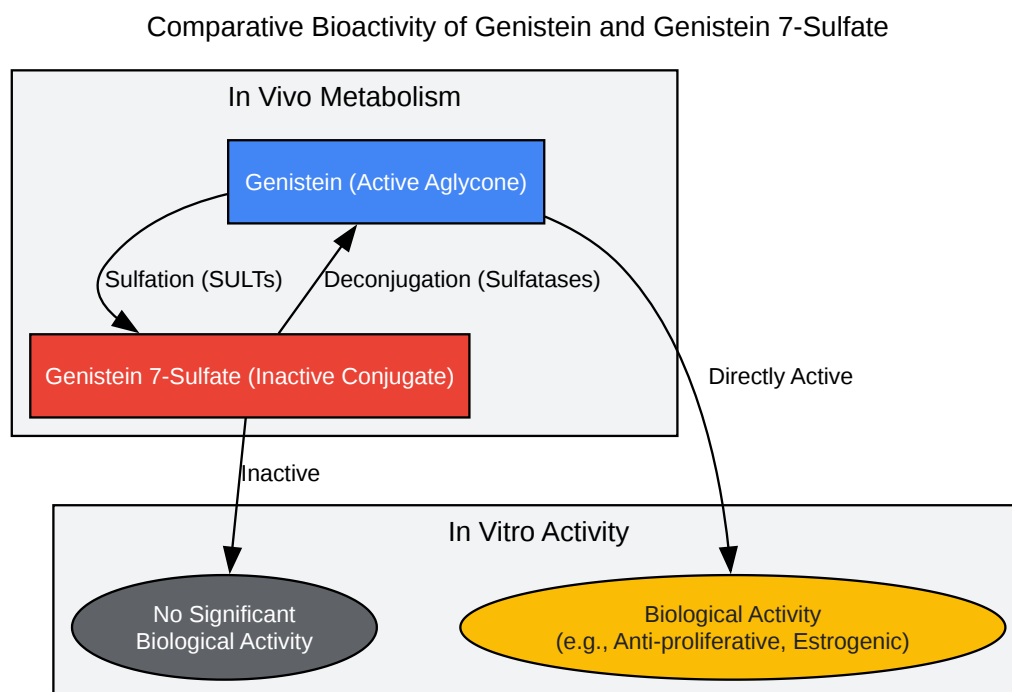 Comparative Bioactivity of Genistein and Genistein 7-Sulfate
In Vivo Metabolism
Genistein (Active Aglycone)
Sulfation (SULTs)
Deconjugation (Sulfatases)
Genistein 7-Sulfate (Inactive Conjugate)
Directly Active
Inactive
In Vitro Activity
No Significant
Biological Activity
Biological Activity
(e.g., Anti-proliferative, Estrogenic)